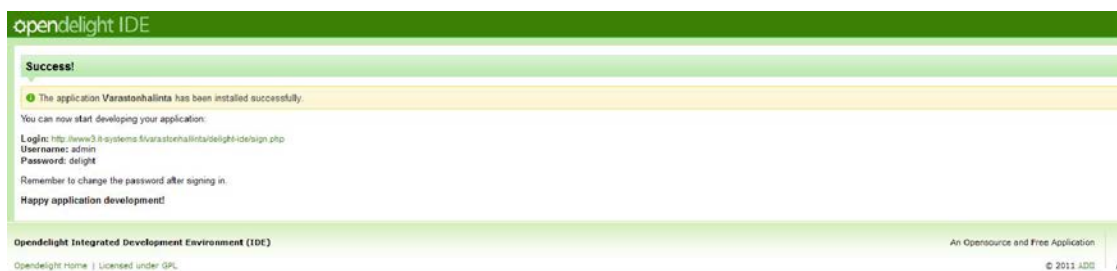 opendelight IDE
Success!
The application Varastonhalinta has been installed successfully.
You can now start developing your application:
Login: http://www3.it-systems.fi/varastonhallinta/delight-ide/sign.php
Username: admin
Password: delight
Remember to change the password after signing in.
Happy application development!
Opendelight Integrated Development Environment (IDE)
An Opensource and Free Application
Opendelight Home | Licensed under GPL
© 2011 ADII